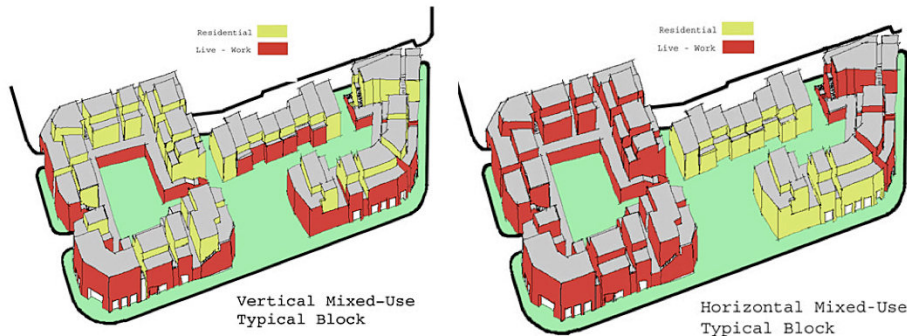 Residential
Live - Work
Vertical Mixed-Use
Typical Block
Residential
Live - Work
Horizontal Mixed-Use
Typical Block